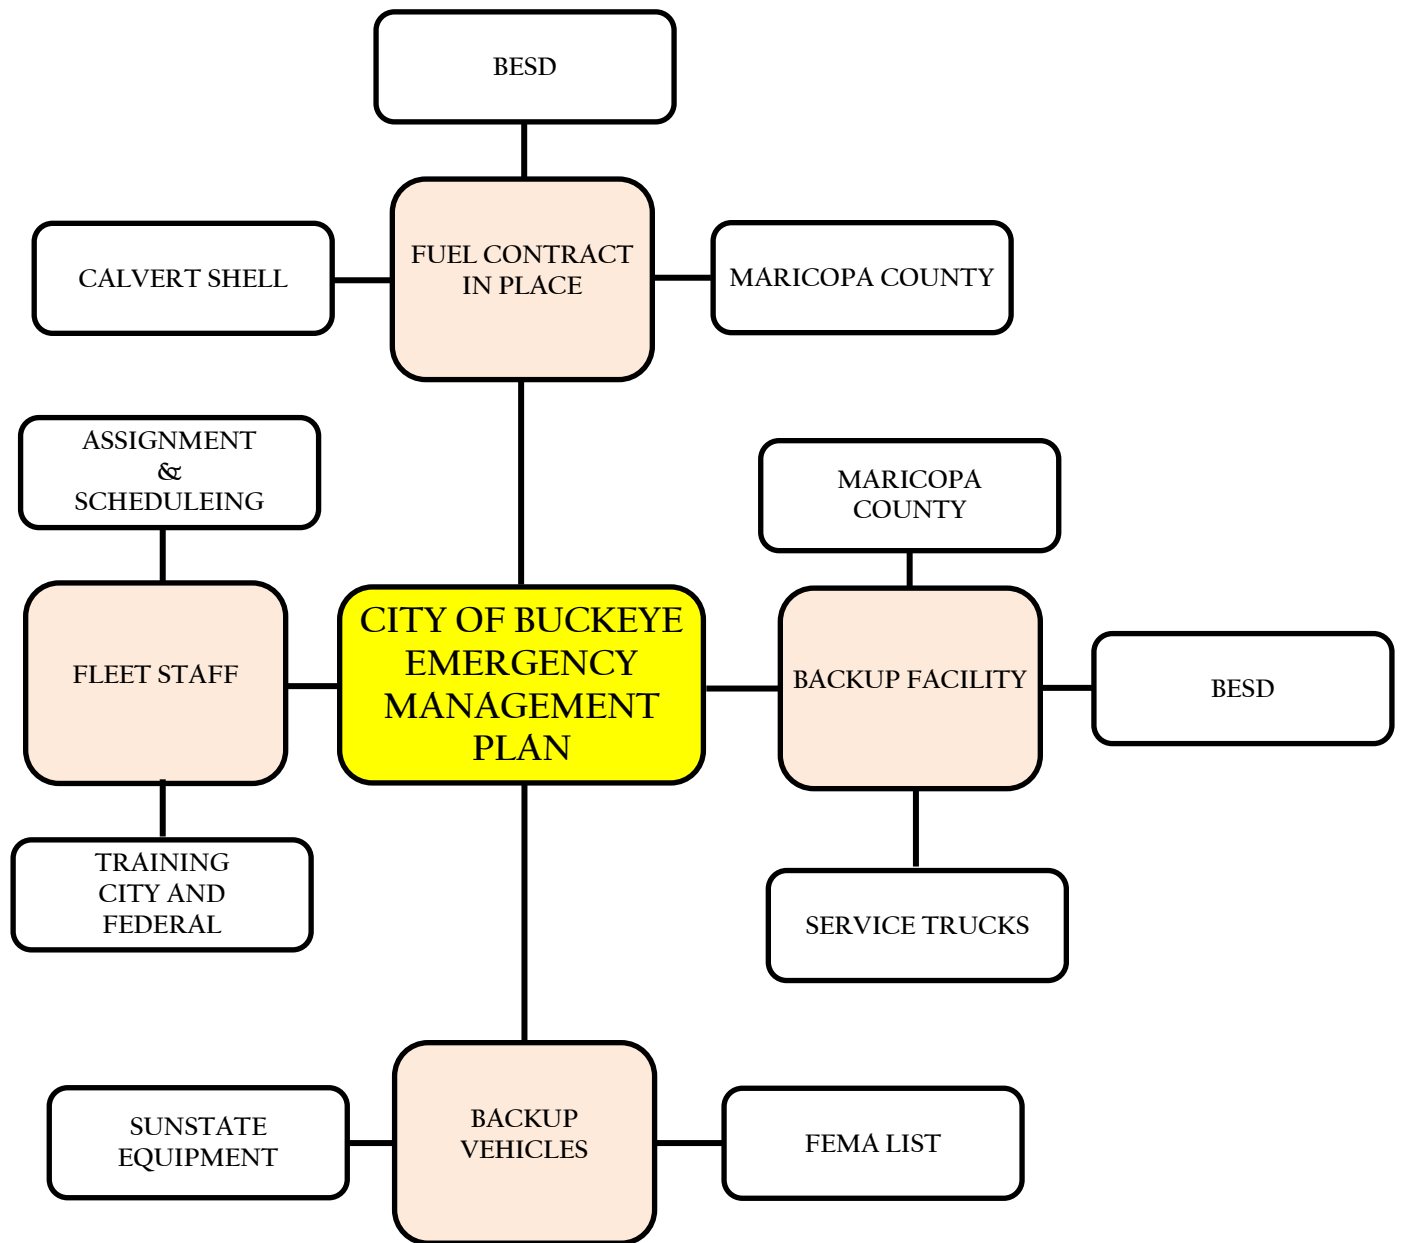 BESD
CALVERT SHELL
FUEL CONTRACT
IN PLACE
MARICOPA COUNTY
ASSIGNMENT
&
SCHEDULEING
MARICOPA
COUNTY
FLEET STAFF
CITY OF BUCKEYE
EMERGENCY
MANAGEMENT
PLAN
BACKUP FACILITY
BESD
TRAINING
CITY AND
FEDERAL
SERVICE TRUCKS
SUNSTATE
EQUIPMENT
BACKUP
VEHICLES
FEMA LIST